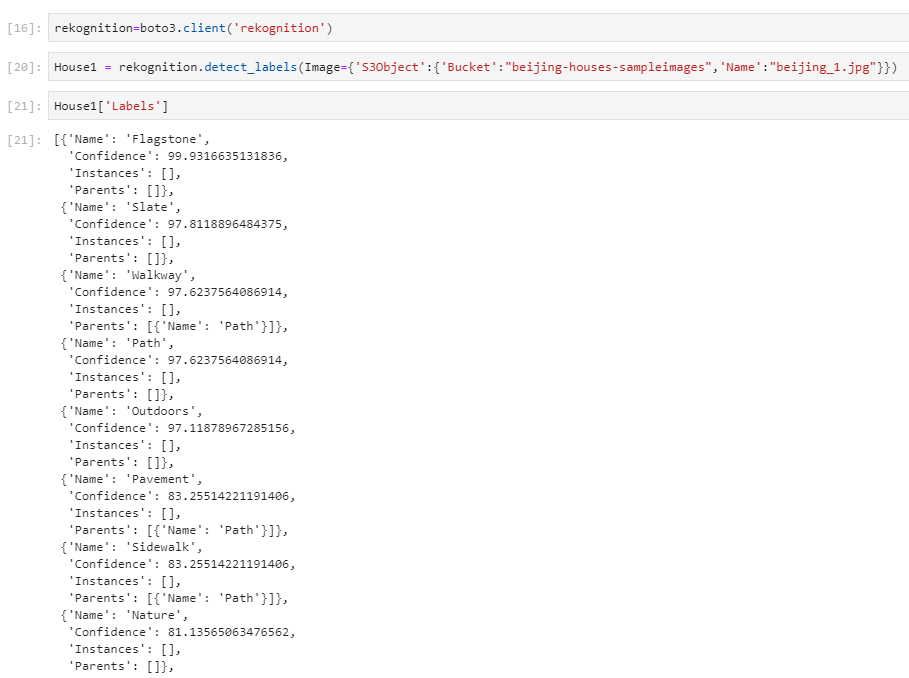 [16]: rekognition=boto3.client('rekognition')
[20]: House1 = rekognition.detect_labels(Image={'S3Object':{'Bucket':"beijing-houses-sampleimages",'Name':"beijing_1.jpg"}})
[21]: House1['Labels']
[21]: [{'Name': 'Flagstone',
'Confidence': 99.9316635131836,
'Instances': [],
'Parents': []},
{'Name': 'Slate',
'Confidence': 97.8118896484375,
'Instances': [],
'Parents': []},
{'Name': 'Walkway',
'Confidence': 97.6237564086914,
'Instances': [],
'Parents': [{'Name': 'Path'}]},
{'Name': 'Path',
'Confidence': 97.6237564086914,
'Instances': [],
'Parents': []},
{'Name': 'Outdoors',
'Confidence': 97.11878967285156,
'Instances': [],
'Parents': []},
{'Name': 'Pavement',
'Confidence': 83.25514221191406,
'Instances': [],
'Parents': [{'Name': 'Path'}]},
{'Name': 'Sidewalk',
'Confidence': 83.25514221191406,
'Instances': [],
'Parents': [{'Name': 'Path'}]},
{'Name': 'Nature',
'Confidence': 81.13565063476562,
'Instances': [],
'Parents': []},